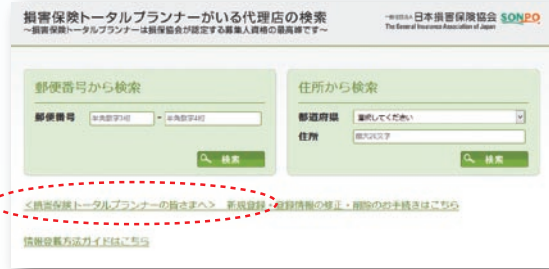 損害保険トータルプランナーがいる代理店の検索
～損害保険トータルプランナーは損保協会が認定する募集人資格の最高峰です～
一般社団法人日本損害保険協会 SONPO
The General Insurance Association of Japan
郵便番号から検索
郵便番号 半角数字3桁 - 半角数字4桁
検索
住所から検索
都道府県 選択してください
住所 最大26文字
検索
<損害保険トータルプランナーの皆さまへ> 新規登録・登録情報の修正・削除のお手続きはこちら
情報登載方法ガイドはこちら